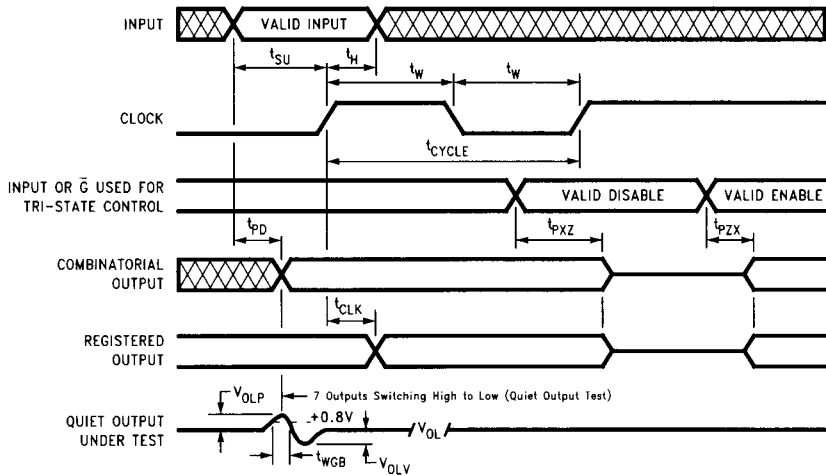 INPUT
VALID INPUT
tSU
tH
tW
tW
CLOCK
tCYCLE
INPUT OR G̅ USED FOR
TRI-STATE CONTROL
VALID DISABLE
VALID ENABLE
tPD
tPXZ
tPZX
COMBINATORIAL
OUTPUT
tCLK
REGISTERED
OUTPUT
VOLP
7 Outputs Switching High to Low (Quiet Output Test)
QUIET OUTPUT
UNDER TEST
+0.8V
VOL
tWGB
VOLV